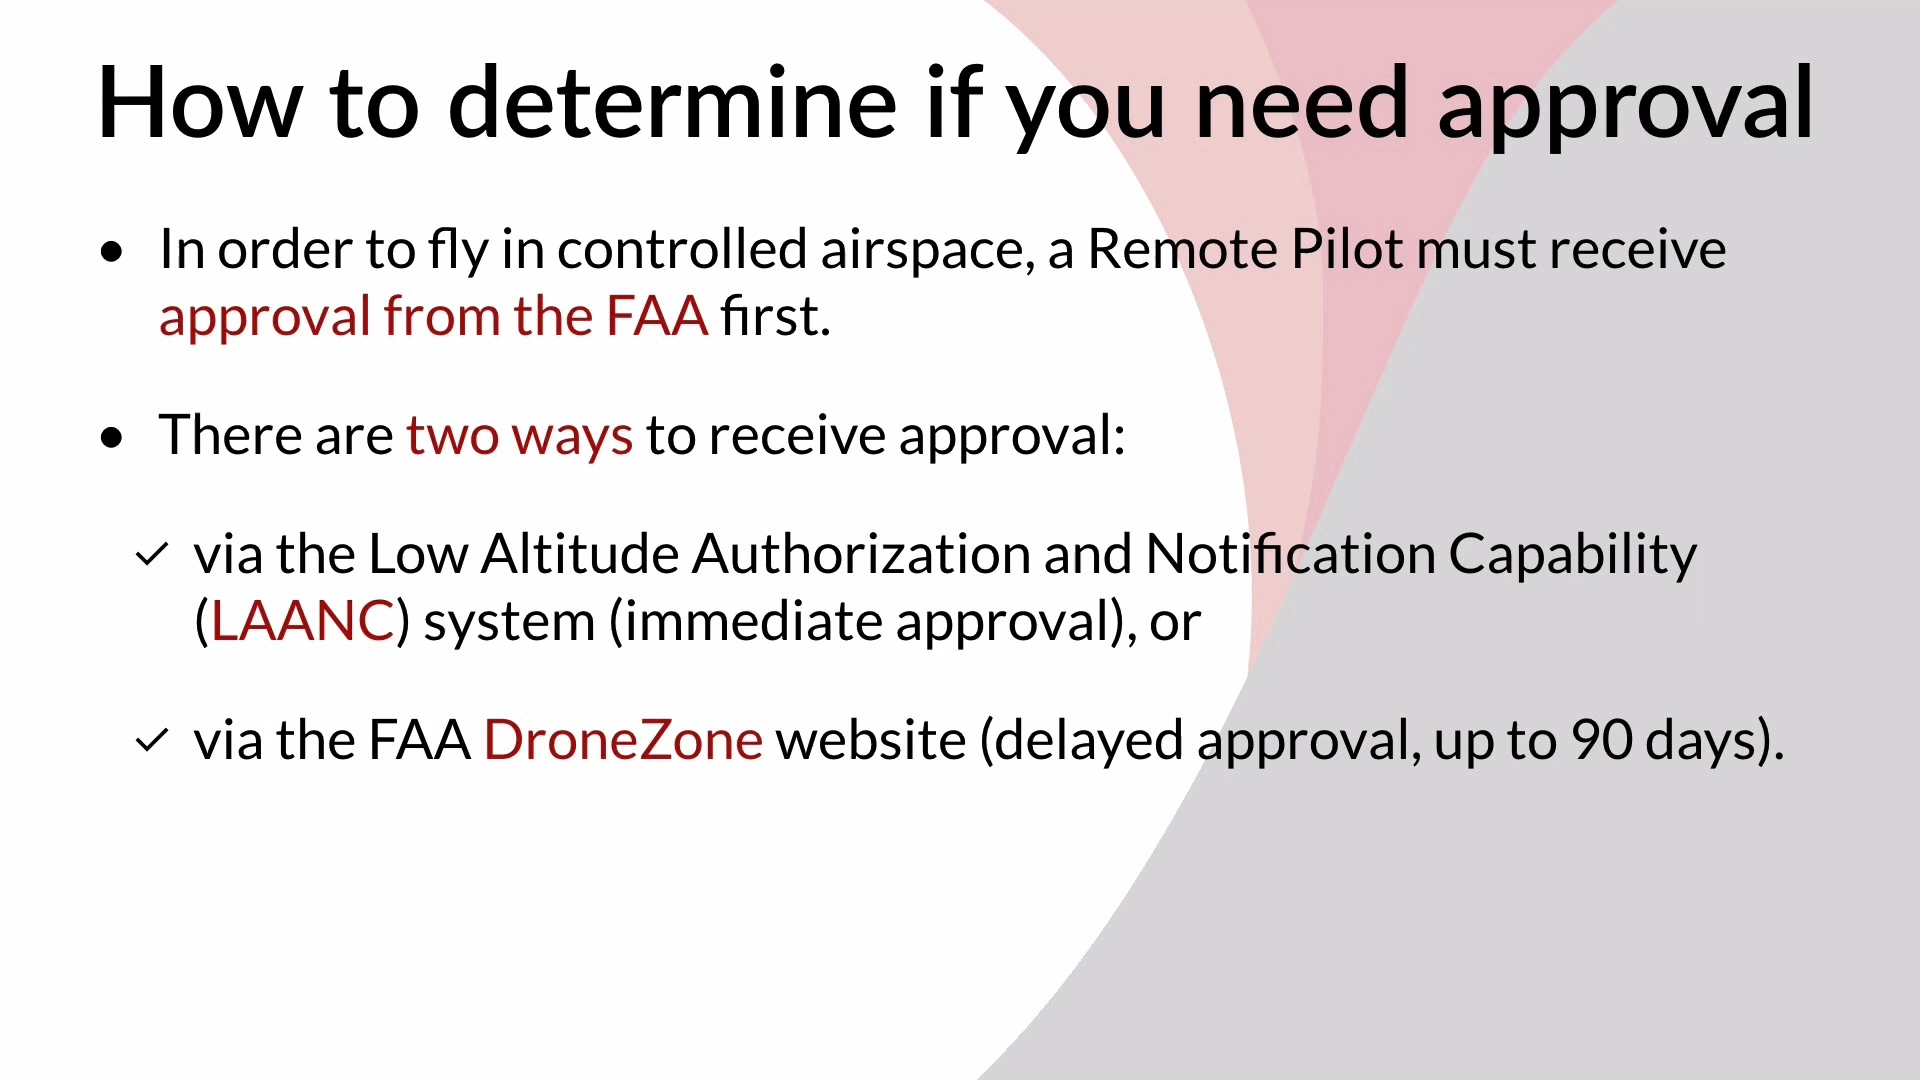 How to determine if you need approval
• In order to fly in controlled airspace, a Remote Pilot must receive
approval from the FAA first.
• There are two ways to receive approval:
✓ via the Low Altitude Authorization and Notification Capability
(LAANC) system (immediate approval), or
✓ via the FAA DroneZone website (delayed approval, up to 90 days).